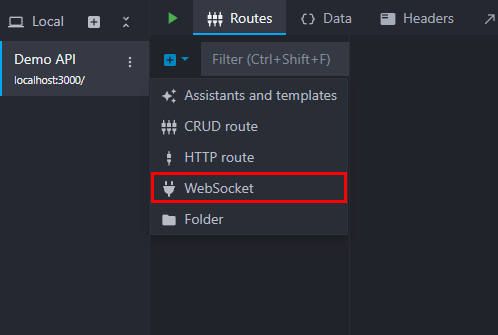 Local
Routes
Data
Headers
Demo API
localhost:3000/
Filter (Ctrl+Shift+F)
Assistants and templates
CRUD route
HTTP route
WebSocket
Folder